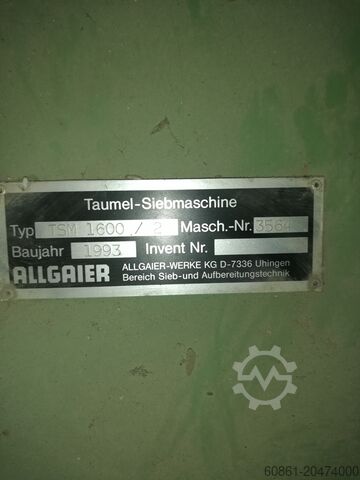 Taumel-Siebmaschine
Typ TSM 1600 / 2 Masch.-Nr. 3564
Baujahr 1993 Invent Nr.
ALLGAIER ALLGAIER-WERKE KG D-7336 Uhingen
Bereich Sieb-und Aufbereitungstechnik
60861-20474000